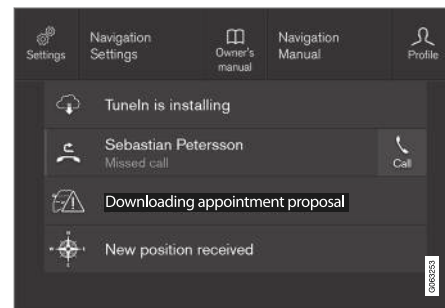 Settings
Navigation
Settings
Owner's
manual
Navigation
Manual
Profile
TuneIn is installing
Sebastian Petersson
Missed call
Call
Downloading appointment proposal
New position received
G063253